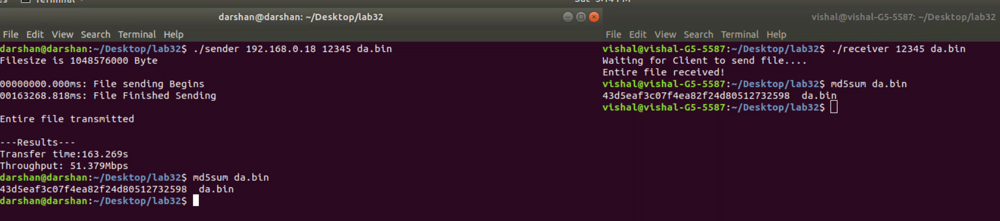 darshan@darshan: ~/Desktop/lab32
File Edit View Search Terminal Help
darshan@darshan:~/Desktop/lab32$ ./sender 192.168.0.18 12345 da.bin
Filesize is 1048576000 Byte
00000000.000ms: File sending Begins
00163268.818ms: File Finished Sending
Entire file transmitted
---Results---
Transfer time:163.269s
Throughput: 51.379Mbps
darshan@darshan:~/Desktop/lab32$ md5sum da.bin
43d5eaf3c07f4ea82f24d80512732598  da.bin
darshan@darshan:~/Desktop/lab32$
vishal@vishal-G5-5587: ~/Desktop/lab32
File Edit View Search Terminal Help
vishal@vishal-G5-5587:~/Desktop/lab32$ ./receiver 12345 da.bin
Waiting for Client to send file....
Entire file received!
vishal@vishal-G5-5587:~/Desktop/lab32$ md5sum da.bin
43d5eaf3c07f4ea82f24d80512732598  da.bin
vishal@vishal-G5-5587:~/Desktop/lab32$